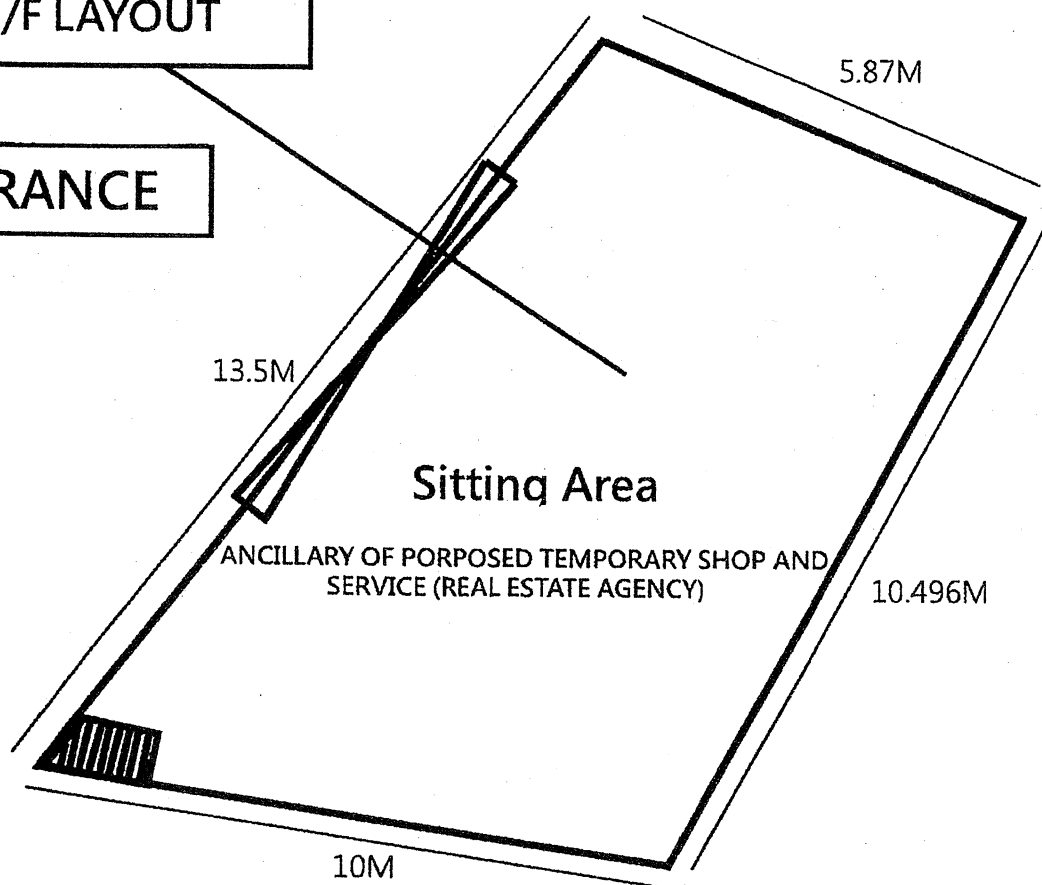 /F LAYOUT
5.87M
RANCE
13.5M
Sitting Area
ANCILLARY OF PORPOSED TEMPORARY SHOP AND
SERVICE (REAL ESTATE AGENCY)
10.496M
10M